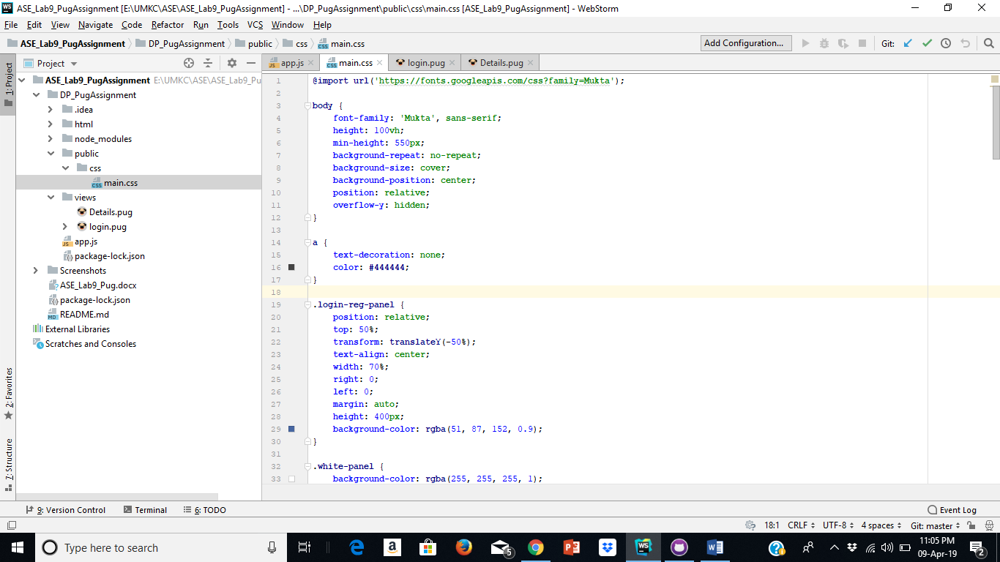 ASE_Lab9_PugAssignment [E:\UMKC\ASE\ASE_Lab9_PugAssignment] - ...\DP_PugAssignment\public\css\main.css [ASE_Lab9_PugAssignment] - WebStorm
File Edit View Navigate Code Refactor Run Tools VCS Window Help
ASE_Lab9_PugAssignment DP_PugAssignment public css main.css Add Configuration... Git:
Project app.js main.css login.pug Details.pug
1: Project
ASE_Lab9_PugAssignment E:\UMKC\ASE\ASE_Lab9_Pu
DP_PugAssignment
.idea
html
node_modules
public
css
main.css
views
Details.pug
login.pug
app.js
package-lock.json
Screenshots
ASE_Lab9_Pug.docx
package-lock.json
README.md
External Libraries
Scratches and Consoles
2: Favorites
7: Structure
1 @import url('https://fonts.googleapis.com/css?family=Mukta');
2
3 body {
4 font-family: 'Mukta', sans-serif;
5 height: 100vh;
6 min-height: 550px;
7 background-repeat: no-repeat;
8 background-size: cover;
9 background-position: center;
10 position: relative;
11 overflow-y: hidden;
12 }
13
14 a {
15 text-decoration: none;
16 color: #444444;
17 }
18
19 .login-reg-panel {
20 position: relative;
21 top: 50%;
22 transform: translateY(-50%);
23 text-align: center;
24 width: 70%;
25 right: 0;
26 left: 0;
27 margin: auto;
28 height: 400px;
29 background-color: rgba(51, 87, 152, 0.9);
30 }
31
32 .white-panel {
33 background-color: rgba(255, 255, 255, 1);
9: Version Control Terminal 6: TODO Event Log
18:1 CRLF UTF-8 4 spaces Git: master
Type here to search 5 11:05 PM
09-Apr-19 2